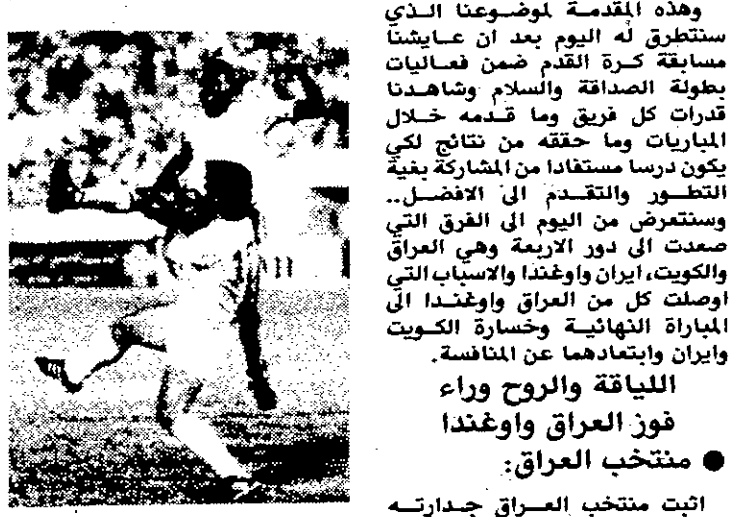 وهذه المقدمة لموضوعنا الذي
سنتطرق له اليوم بعد ان عايشنا
مسابقة كرة القدم ضمن فعاليات
بطولة الصداقة والسلام وشاهدنا
قدرات كل فريق وما قدمه خلال
المباريات وما حققه من نتائج لكي
يكون درسا مستفادا من المشاركة بغية
التطور والتقدم الى الافضل..
وسنتعرض من اليوم الى الفرق التي
صعدت الى دور الاربعة وهي العراق
والكويت، ايران واوغندا والاسباب التي
اوصلت كل من العراق واوغندا الى
المباراة النهائية وخسارة الكويت
وايران وابتعادهما عن المنافسة.
اللياقة والروح وراء
فوز العراق واوغندا
● منتخب العراق:
اثبت منتخب العراق جدارته